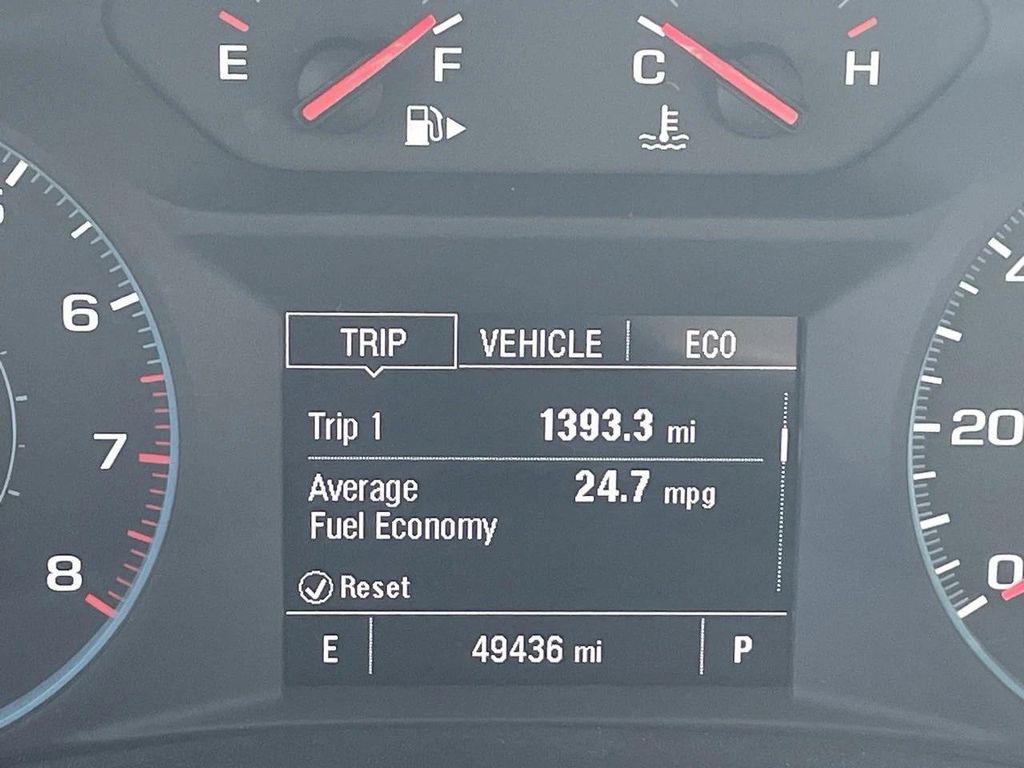 E F C H
6
7
8
20
0
TRIP VEHICLE ECO
Trip 1 1393.3 mi
Average 24.7 mpg
Fuel Economy
Reset
E 49436 mi P